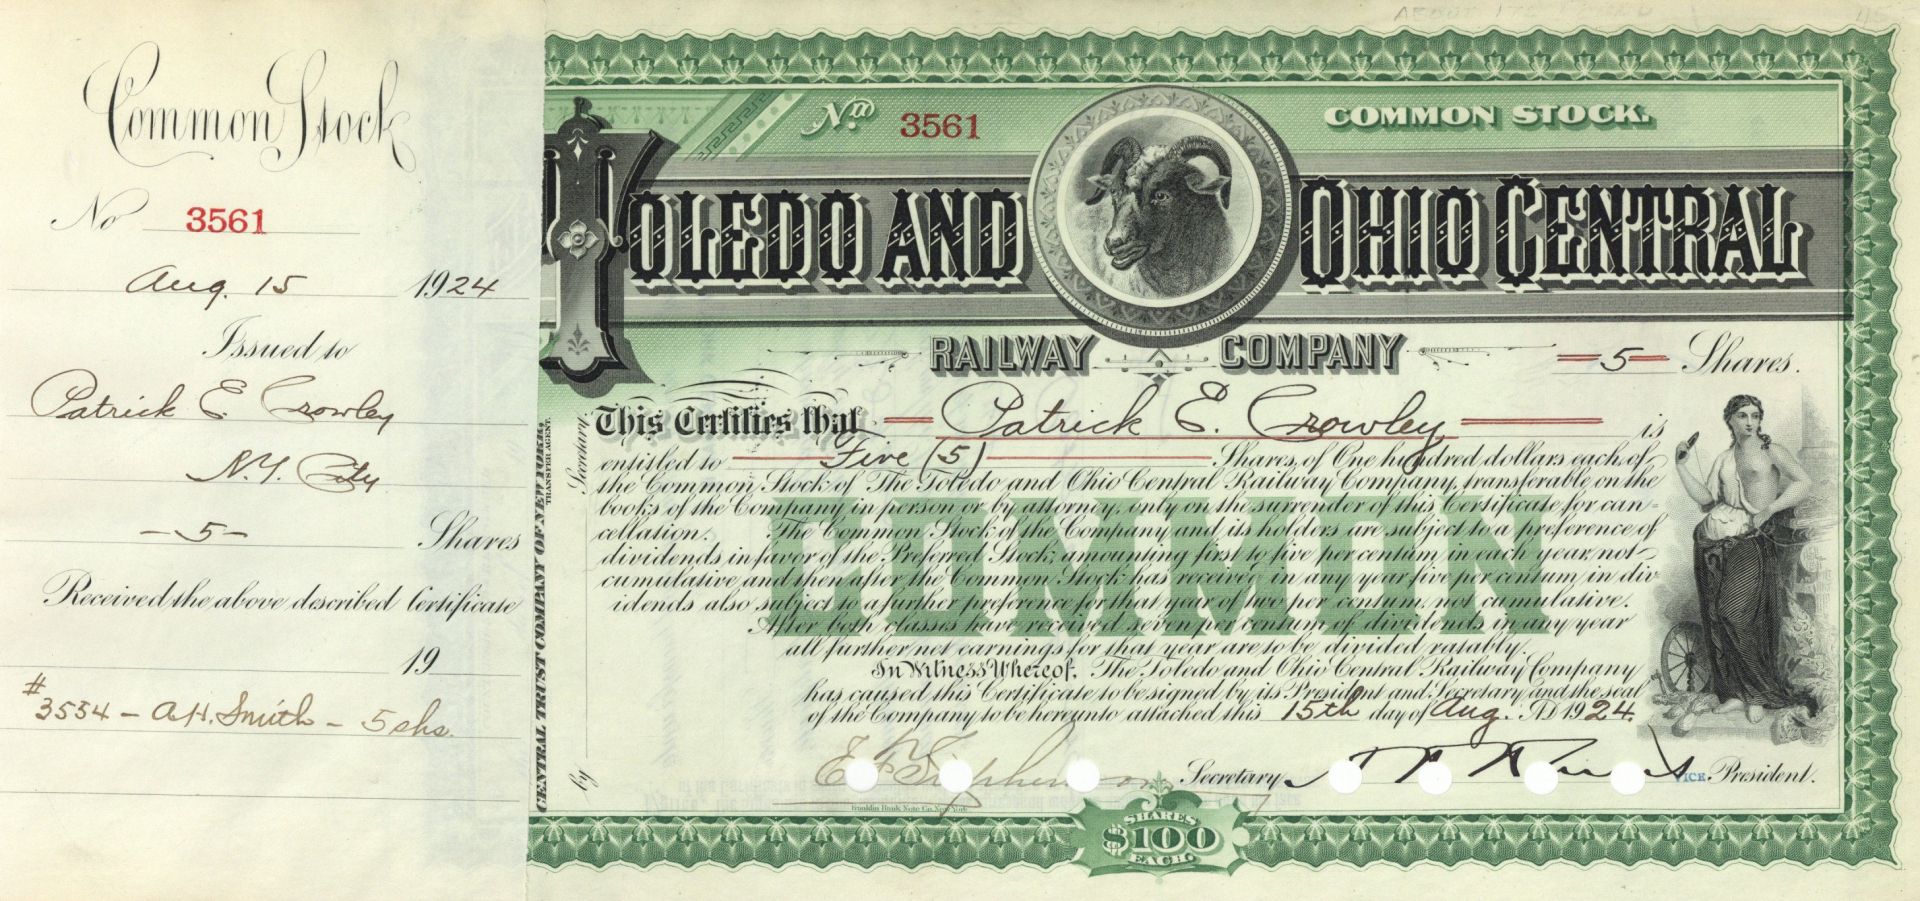 Common Stock
No 3561
Aug. 15 1924
Issued to
Patrick E. Crowley
N.Y. City
-5- Shares
Received the above described Certificate
19
#3554 - A.H. Smith - 5 shs.
No. 3561
COMMON STOCK.
TOLEDO AND OHIO CENTRAL
RAILWAY COMPANY
5 Shares.
This Certifies that Patrick E. Crowley is
entitled to Five (5) Shares, of One hundred dollars each, of
the Common Stock of The Toledo and Ohio Central Railway Company, transferable on the
books of the Company in person or by attorney, only on the surrender of this Certificate for can-
cellation. The Common Stock of the Company and its holders are subject to a preference of
dividends in favor of the Preferred Stock, amounting first to five per centum in each year, not
cumulative and then after the Common Stock has received in any year five per centum in div-
idends also subject to a further preference for that year of two per centum, not cumulative.
After both classes have received seven per centum of dividends in any year
all further net earnings for that year are to be divided ratably.
In Witness Whereof, The Toledo and Ohio Central Railway Company
has caused this Certificate to be signed by its President and Secretary and the seal
of the Company to be hereunto attached this 15th day of Aug. AD 1924.
Secretary
VICE President.
Franklin Bank Note Co. New York
COMMON
CENTRAL TRUST COMPANY OF NEW YORK,
TRANSFER AGENT.
by Secretary
SHARES
$100
EACH